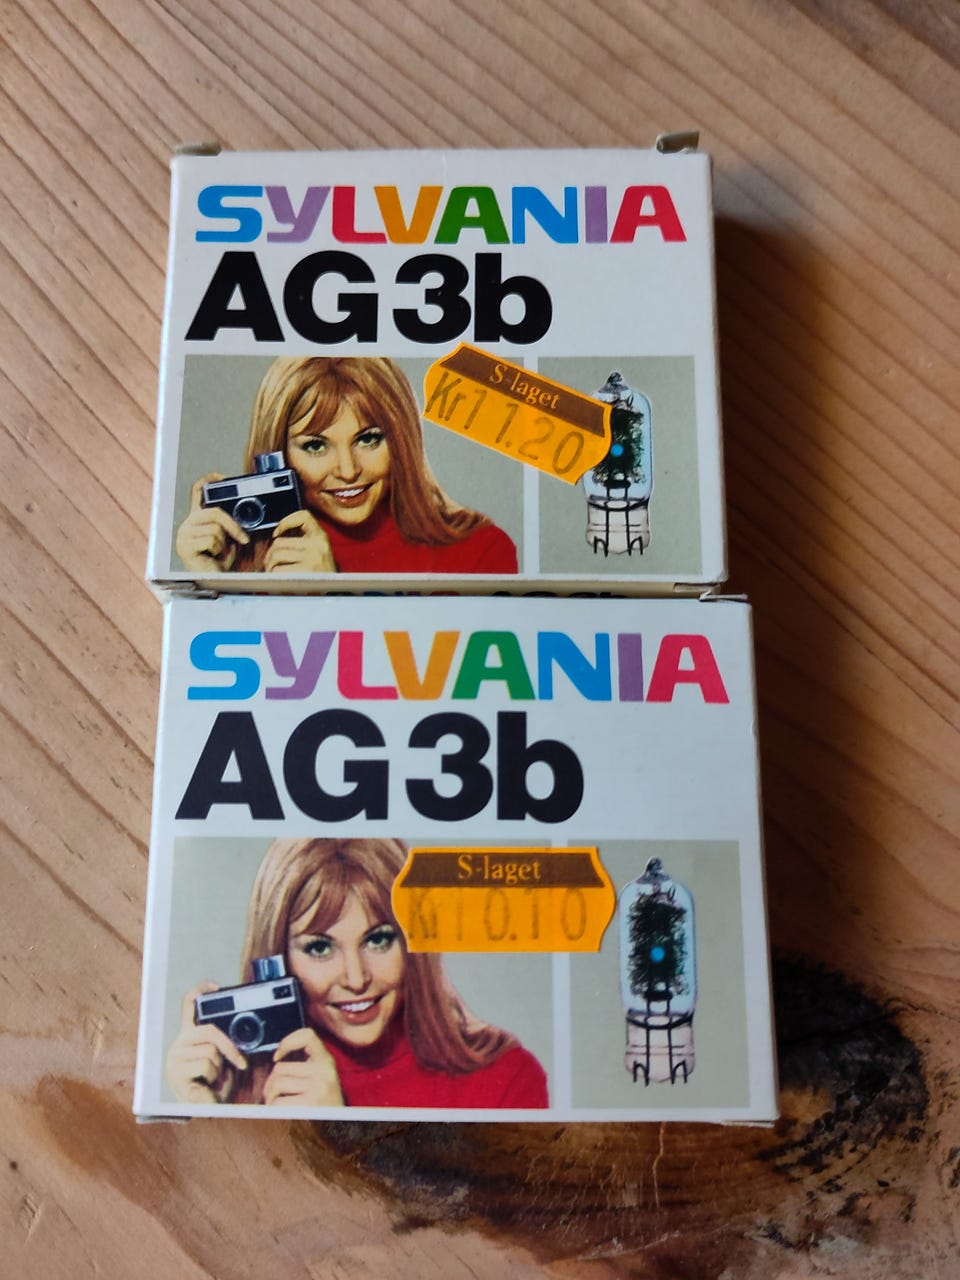 SYLVANIA
AG3b
S-laget
Kr11.20
SYLVANIA
AG3b
S-laget
Kr10.10